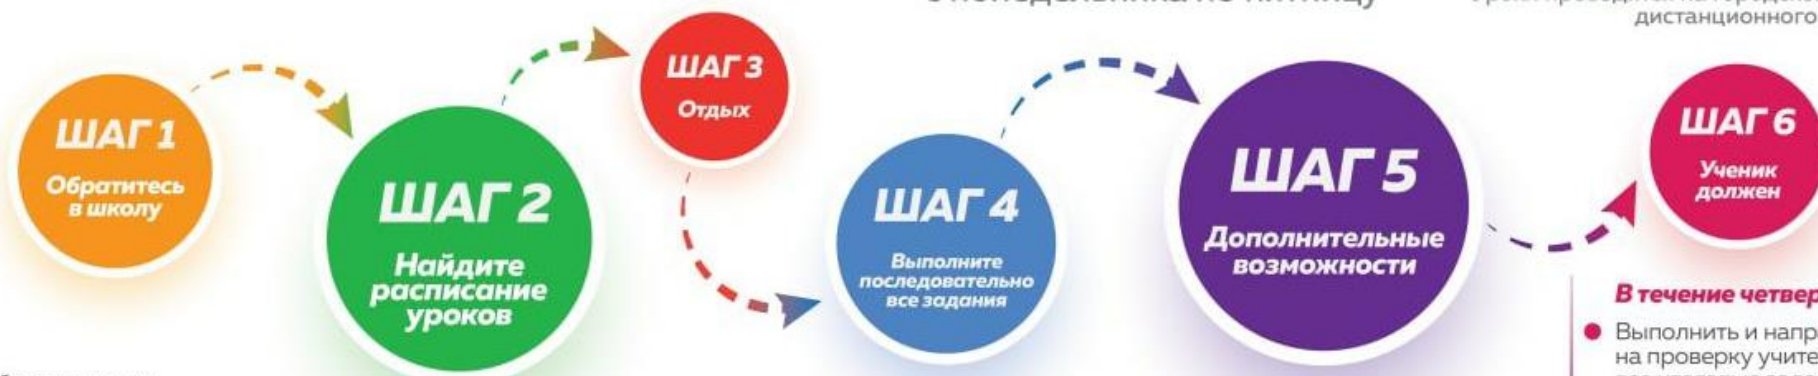 дистанционного
ШАГ 1
Обратитесь
в школу
ШАГ 2
Найдите
расписание
уроков
ШАГ 3
Отдых
ШАГ 4
Выполните
последовательно
все задания
ШАГ 5
Дополнительные
возможности
ШАГ 6
Ученик
должен
В течение четвер
Выполнить и напр
на проверку учите